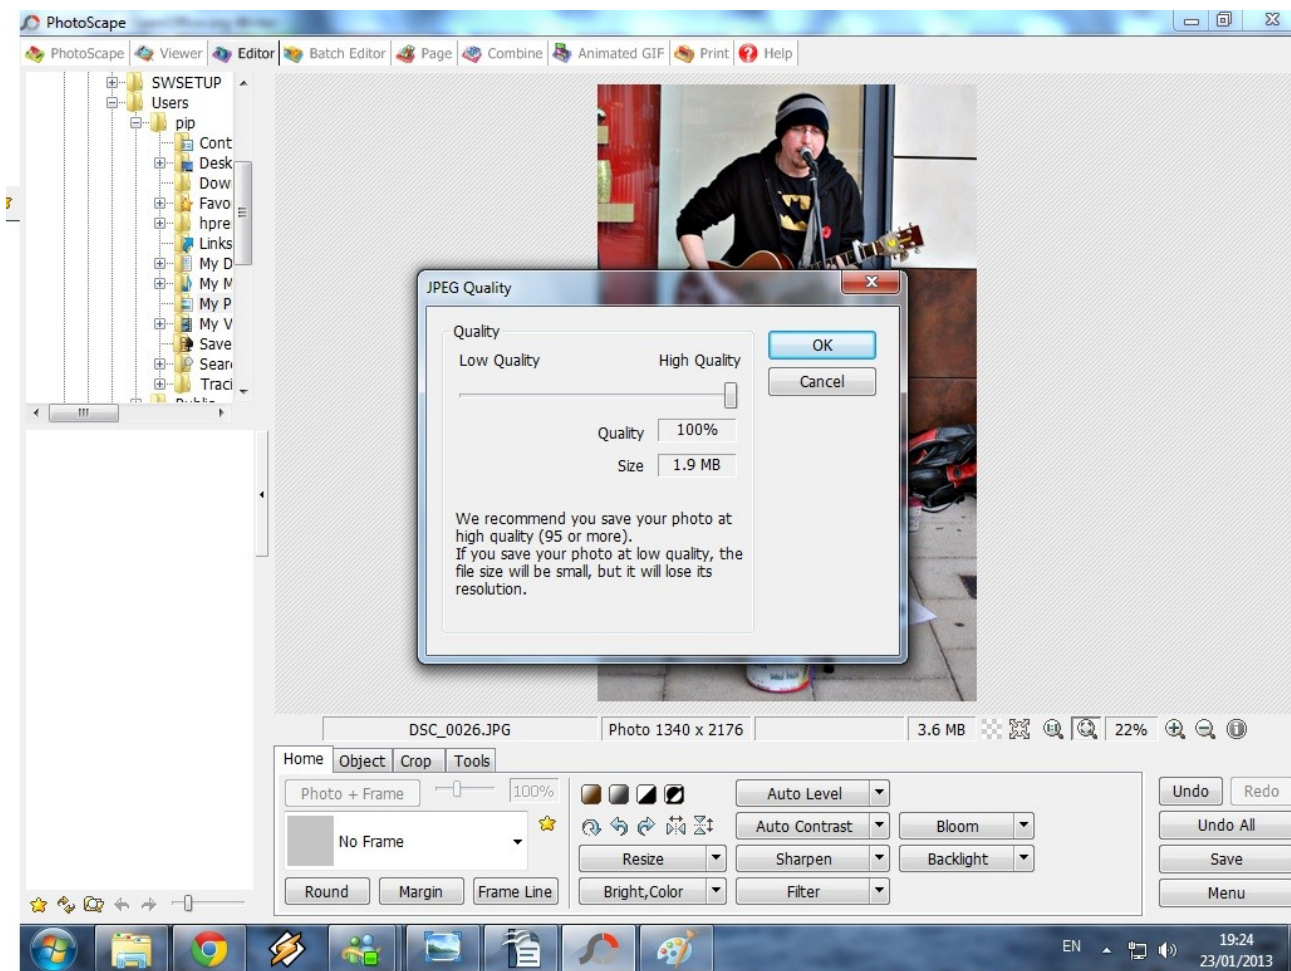 PhotoScape
PhotoScape Viewer Editor Batch Editor Page Combine Animated GIF Print Help
SWSETUP
Users
pip
Cont
Desk
Dow
Favo
hpre
Links
My D
My M
My P
My V
Save
Sear
Traci
JPEG Quality
Quality
Low Quality High Quality
OK
Cancel
Quality 100%
Size 1.9 MB
We recommend you save your photo at
high quality (95 or more).
If you save your photo at low quality, the
file size will be small, but it will lose its
resolution.
DSC_0026.JPG Photo 1340 x 2176 3.6 MB 22%
Home Object Crop Tools
Photo + Frame 100% Auto Level Undo Redo
No Frame Auto Contrast Bloom Undo All
Resize Sharpen Backlight Save
Round Margin Frame Line Bright,Color Filter Menu
EN 19:24
23/01/2013